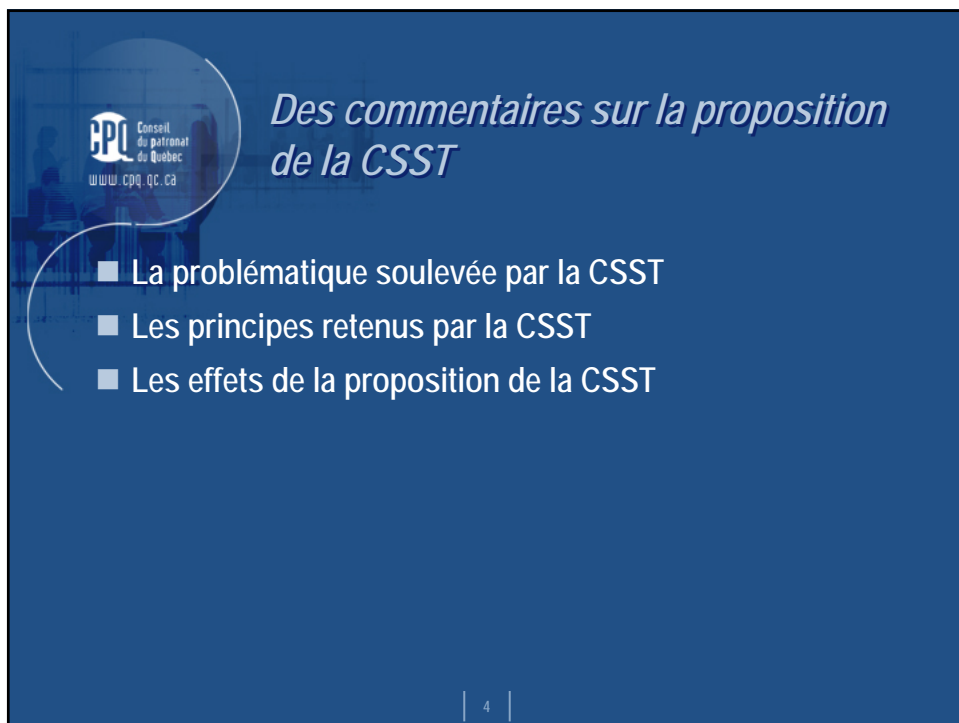 CPQ
Conseil
du patronat
du Québec
www.cpq.qc.ca
Des commentaires sur la proposition
de la CSST
La problématique soulevée par la CSST
Les principes retenus par la CSST
Les effets de la proposition de la CSST
4